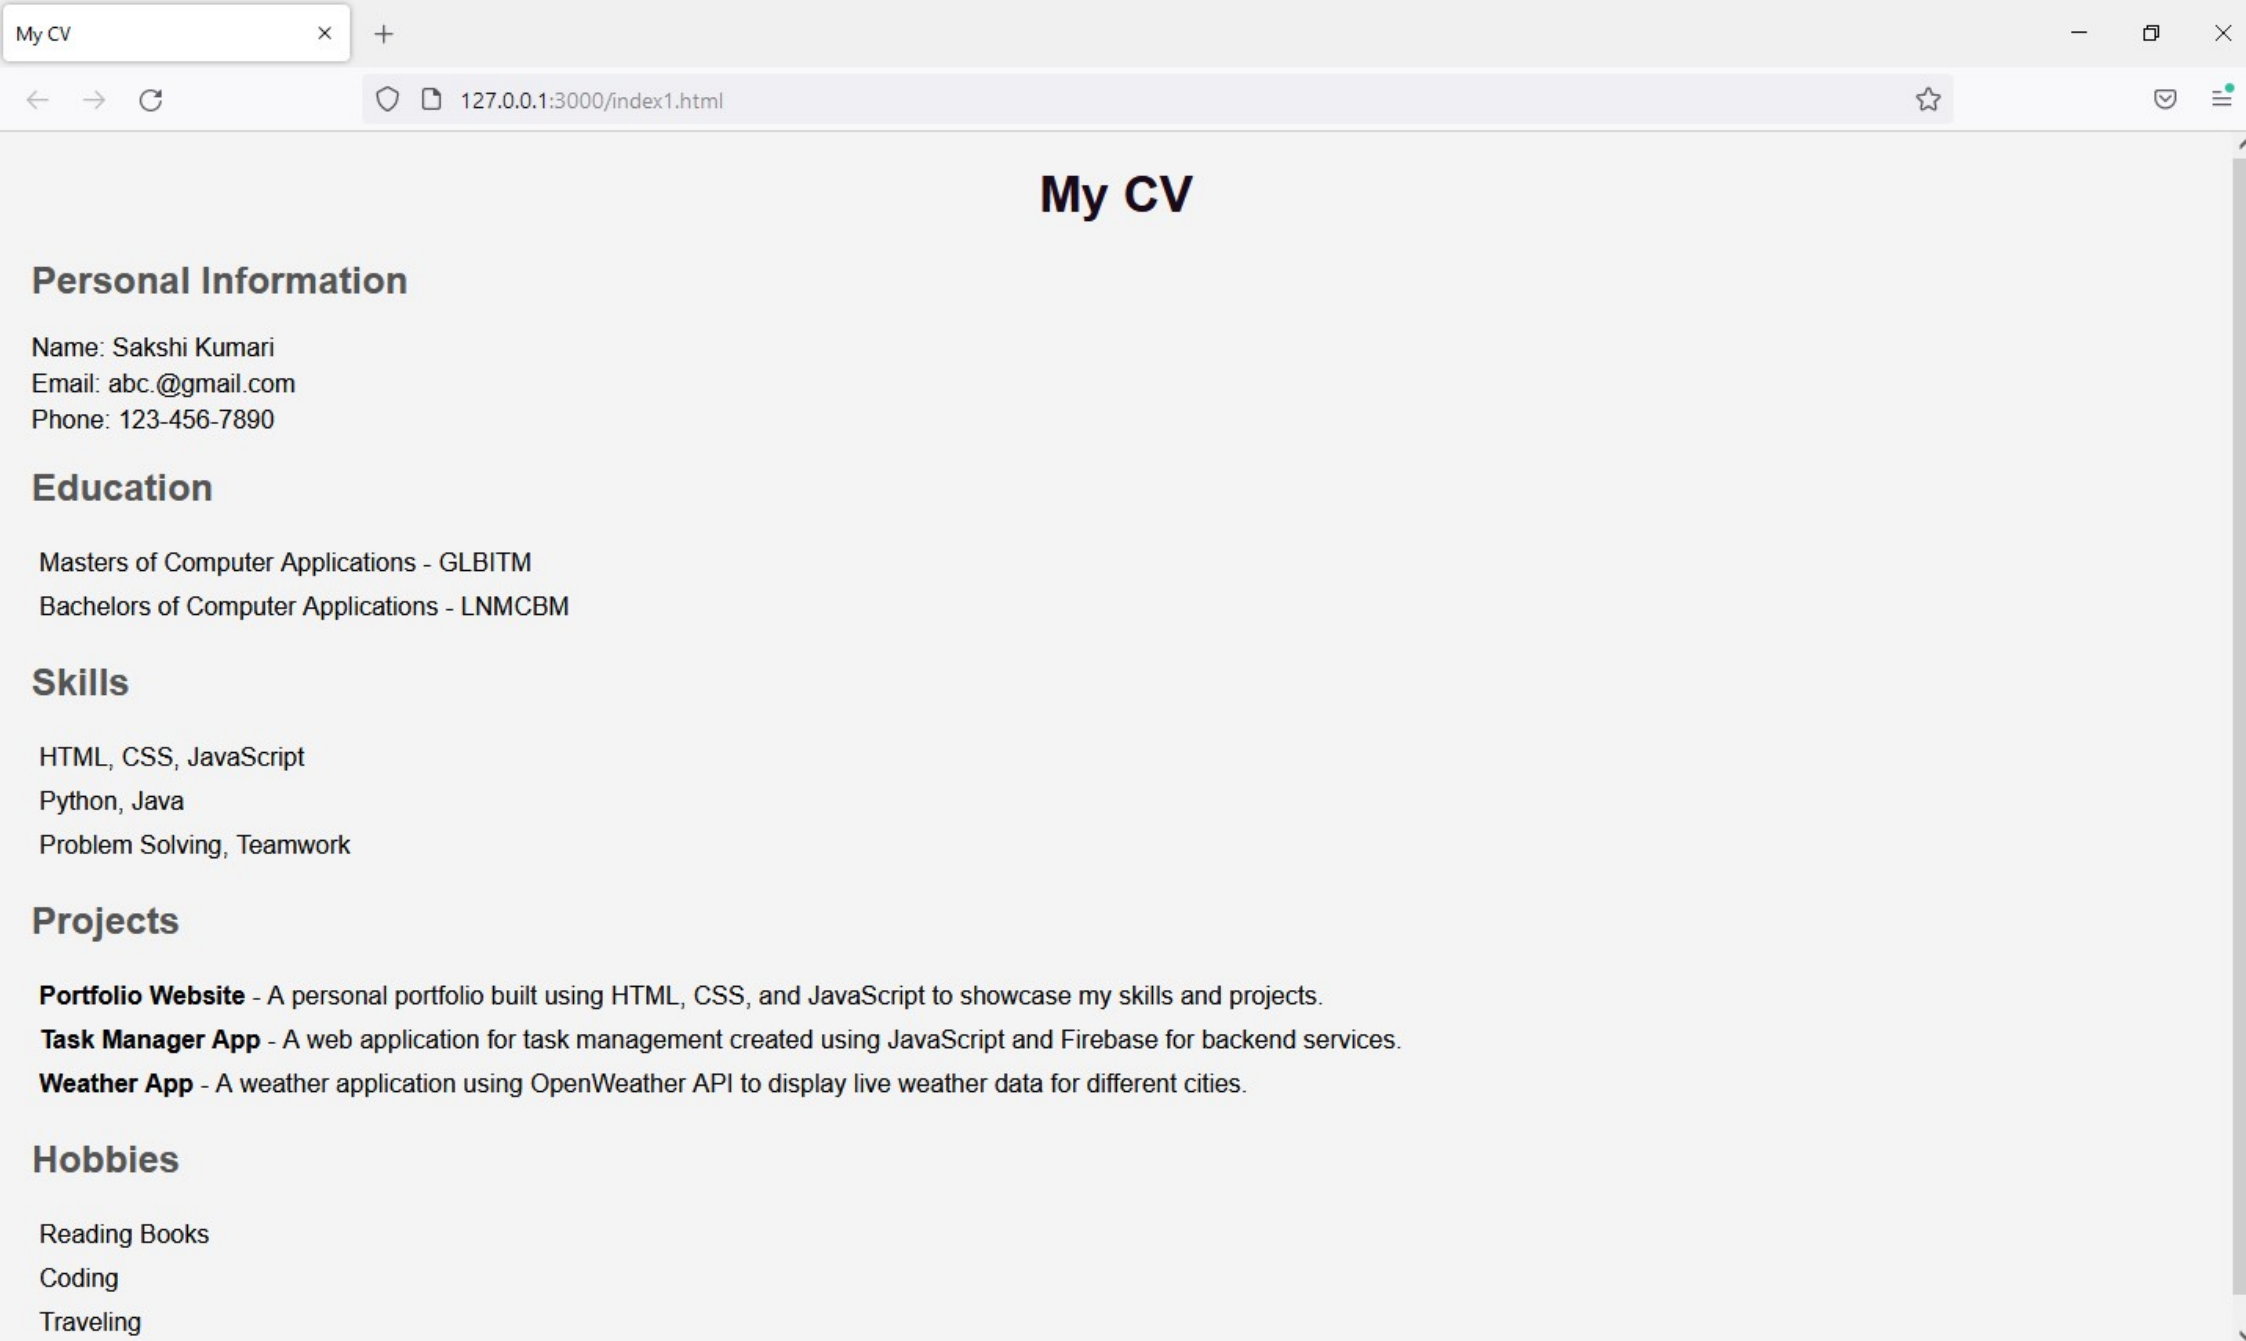 My CV
127.0.0.1:3000/index1.html
My CV
Personal Information
Name: Sakshi Kumari
Email: abc.@gmail.com
Phone: 123-456-7890
Education
Masters of Computer Applications - GLBITM
Bachelors of Computer Applications - LNMCBM
Skills
HTML, CSS, JavaScript
Python, Java
Problem Solving, Teamwork
Projects
Portfolio Website - A personal portfolio built using HTML, CSS, and JavaScript to showcase my skills and projects.
Task Manager App - A web application for task management created using JavaScript and Firebase for backend services.
Weather App - A weather application using OpenWeather API to display live weather data for different cities.
Hobbies
Reading Books
Coding
Traveling